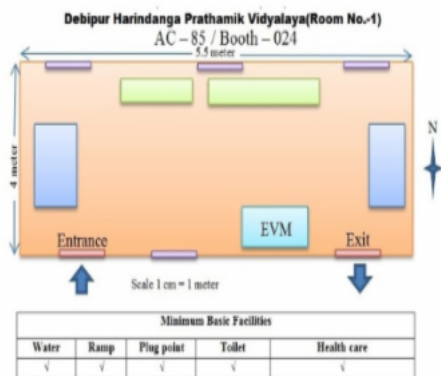 Debipur Harindanga Prathamik Vidyalaya(Room No.-1)
AC – 85 / Booth – 024
5.5 meter
4 meter
N
EVM
Entrance
Exit
Scale 1 cm = 1 meter
Minimum Basic Facilities
Water Ramp Plug point Toilet Health care
√ √ √ √ √